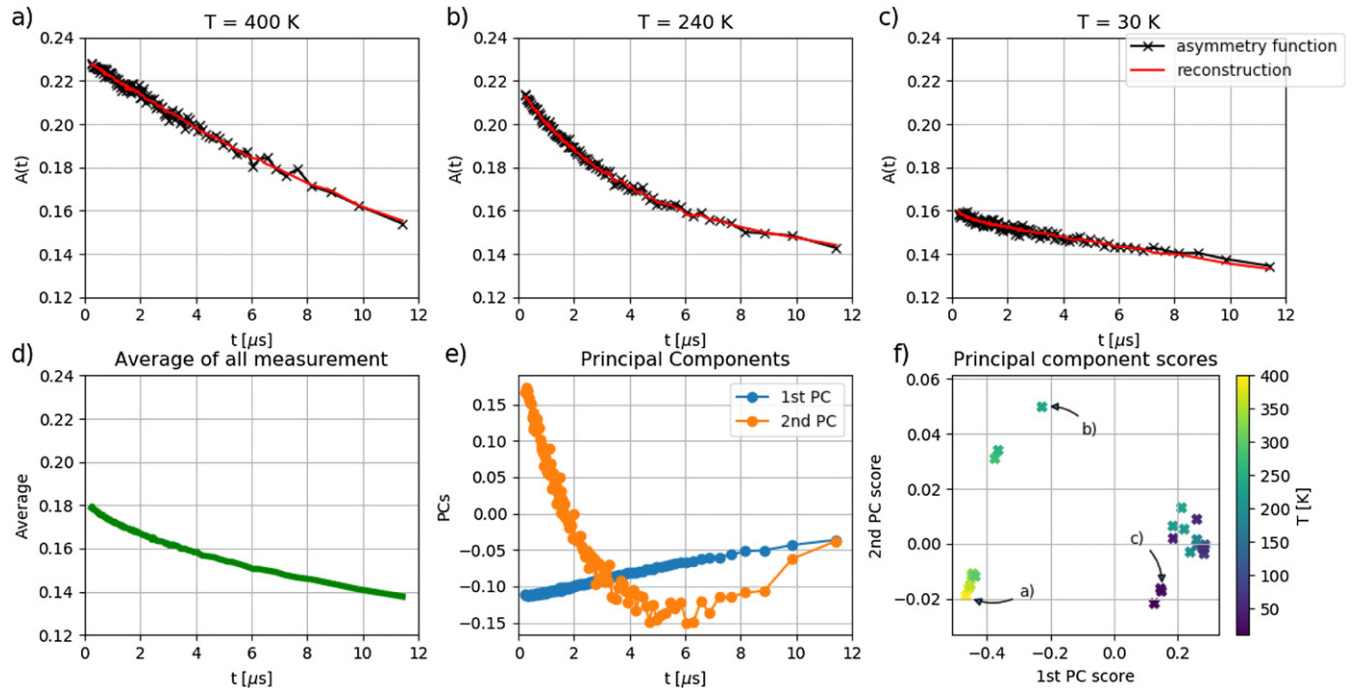 a) T = 400 K
b) T = 240 K
c) T = 30 K
asymmetry function
reconstruction
A(t)
0.24
0.22
0.20
0.18
0.16
0.14
0.12
0 2 4 6 8 10 12
t [μs]
A(t)
0.24
0.22
0.20
0.18
0.16
0.14
0.12
0 2 4 6 8 10 12
t [μs]
A(t)
0.24
0.22
0.20
0.18
0.16
0.14
0.12
0 2 4 6 8 10 12
t [μs]
d) Average of all measurement
Average
0.24
0.22
0.20
0.18
0.16
0.14
0.12
0 2 4 6 8 10 12
t [μs]
e) Principal Components
1st PC
2nd PC
PCs
0.15
0.10
0.05
0.00
−0.05
−0.10
−0.15
0 2 4 6 8 10 12
t [μs]
f) Principal component scores
2nd PC score
0.06
0.04
0.02
0.00
−0.02
b)
c)
a)
−0.4 −0.2 0.0 0.2
1st PC score
400
350
300
250
200
150
100
50
T [K]